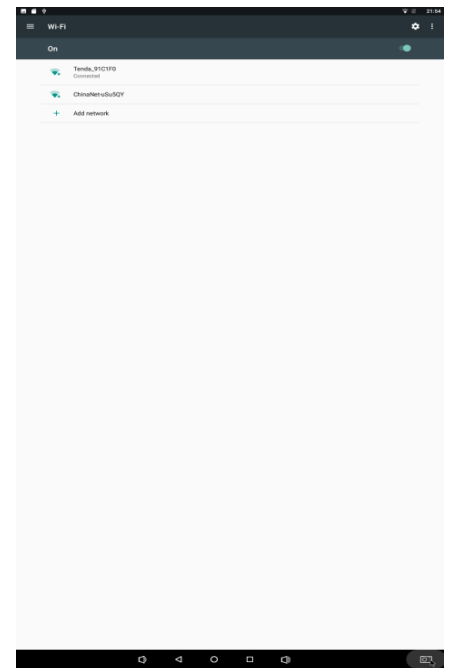 21:54
Wi-Fi
On
Tenda_91C1F0
Connected
ChinaNet-uSu5QY
Add network